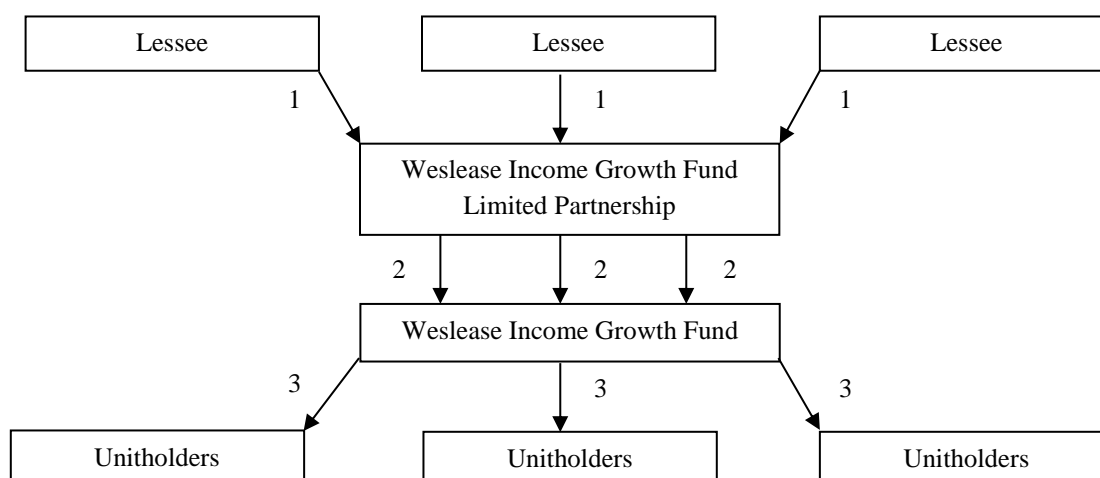 Lessee
Lessee
Lessee
1
1
1
Weslease Income Growth Fund
Limited Partnership
2
2
2
Weslease Income Growth Fund
3
3
3
Unitholders
Unitholders
Unitholders